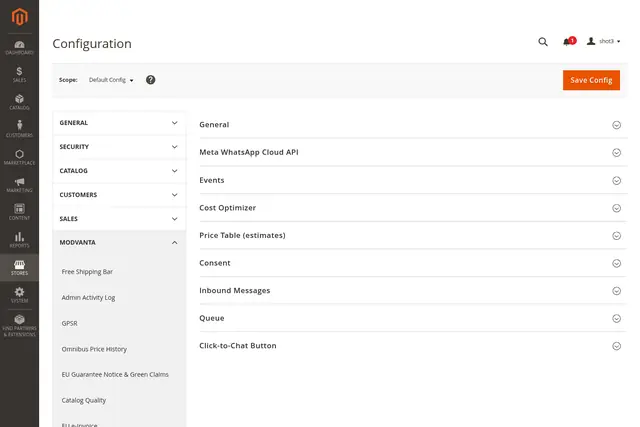 Configuration
1
shot3
Scope:
Default Config
?
Save Config
DASHBOARD
SALES
CATALOG
CUSTOMERS
MARKETPLACE
MARKETING
CONTENT
REPORTS
STORES
SYSTEM
FIND PARTNERS
& EXTENSIONS
GENERAL
SECURITY
CATALOG
CUSTOMERS
SALES
MODVANTA
Free Shipping Bar
Admin Activity Log
GPSR
Omnibus Price History
EU Guarantee Notice & Green Claims
Catalog Quality
EU e-Invoice
General
Meta WhatsApp Cloud API
Events
Cost Optimizer
Price Table (estimates)
Consent
Inbound Messages
Queue
Click-to-Chat Button